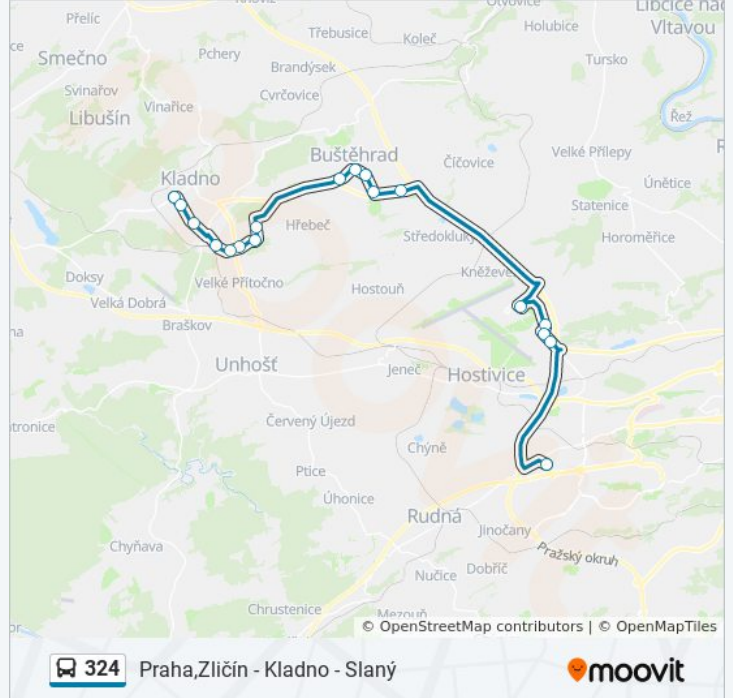 Přelíc
Třebusice
Otvovice
Libčice nad
Vltavou
Koleč
Holubice
Pchery
Smečno
Brandýsek
Tursko
Svinařov
Cvrčovice
Vinařice
Libušín
Řež
Buštěhrad
Číčovice
Velké Přílepy
Kladno
Únětice
Statenice
Hřebeč
Středokluky
Horoměřice
Doksy
Velké Přítočno
Kněževes
Hostouň
Velká Dobrá
Braškov
Unhošť
Jeneč
Hostivice
Červený Újezd
Chýně
Ptice
Úhonice
Rudná
Jinočany
Chyňava
Pražský okruh
Nučice
Dobříč
Chrustenice
Mezouň
© OpenStreetMap contributors | © OpenMapTiles
324 Praha,Zličín - Kladno - Slaný
moovit